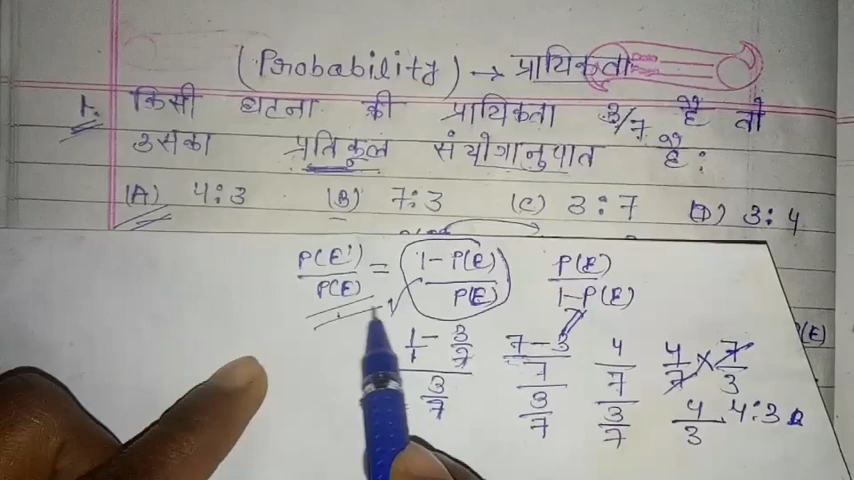 (Probability) → प्रायिकता
1. किसी घटना की प्रायिकता 3/7 है तो
उसका प्रतिकूल संयोगानुपात है:
(A) 4:3 (B) 7:3 (C) 3:7 (D) 3:4
P(E') / P(E) = 1-P(E) / P(E) P(E) / 1-P(E)
1/1 - 3/7 / 3/7 7-3 / 7 / 3/7 4/7 / 3/7 4/7 × 7/3
4/3 4:3
P(E)